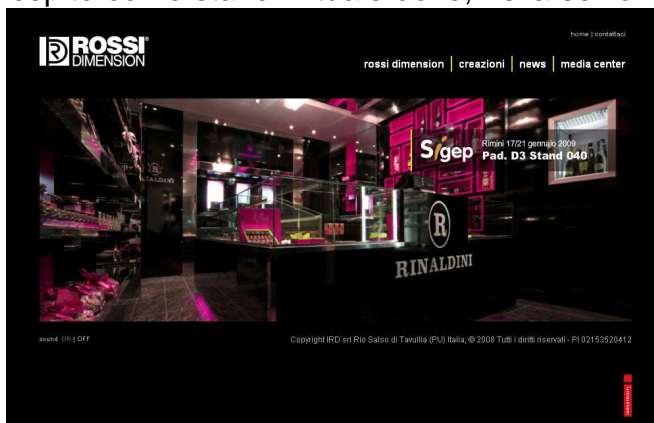 ROSSI
DIMENSION
home | contattaci
rossi dimension | creazioni | news | media center
Sigep
Rimini 17/21 gennaio 2009
Pad. D3 Stand 040
R
RINALDINI
R
RINALDINI
sound ON | OFF
Copyright IRD srl Rio Salso di Tavullia (PU) Italia, © 2008 Tutti i diritti riservati - PI 02153520412